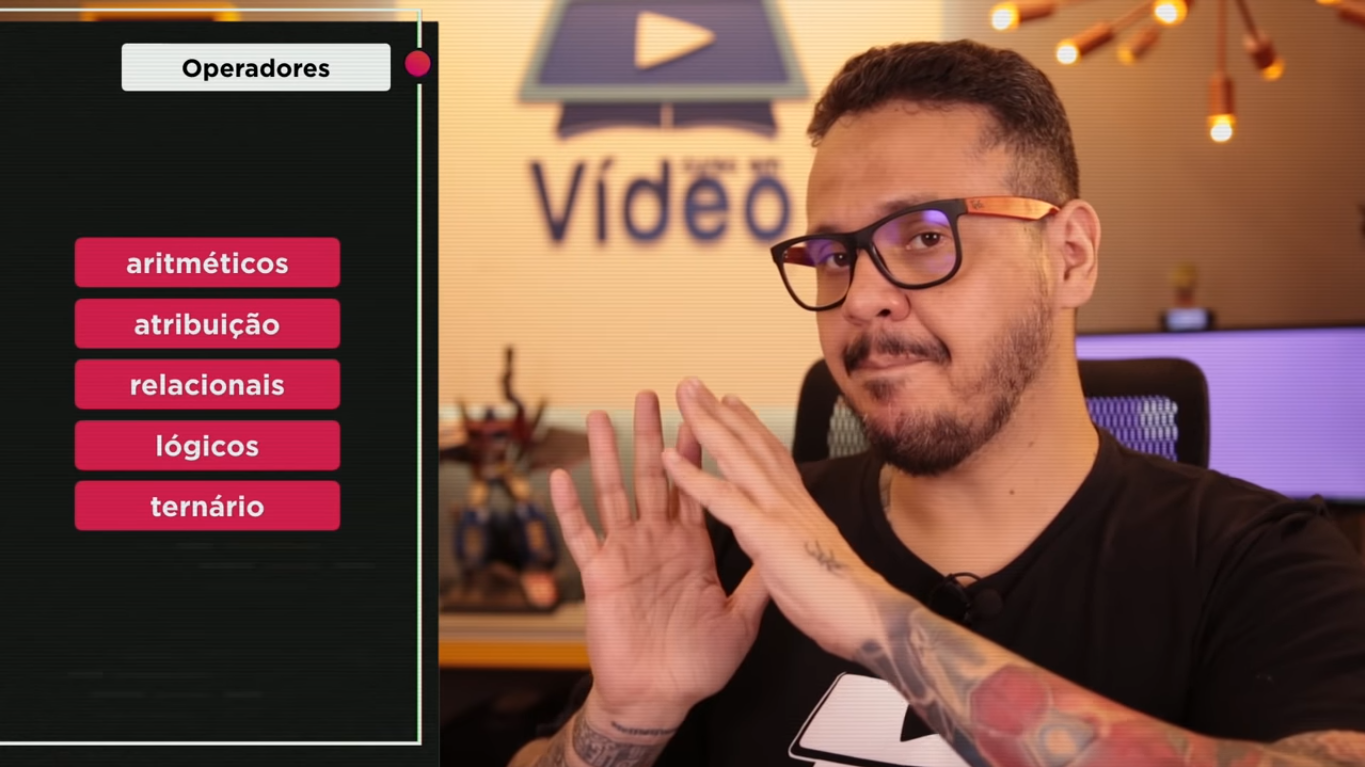 Operadores
aritméticos
atribuição
relacionais
lógicos
ternário
Vídeo